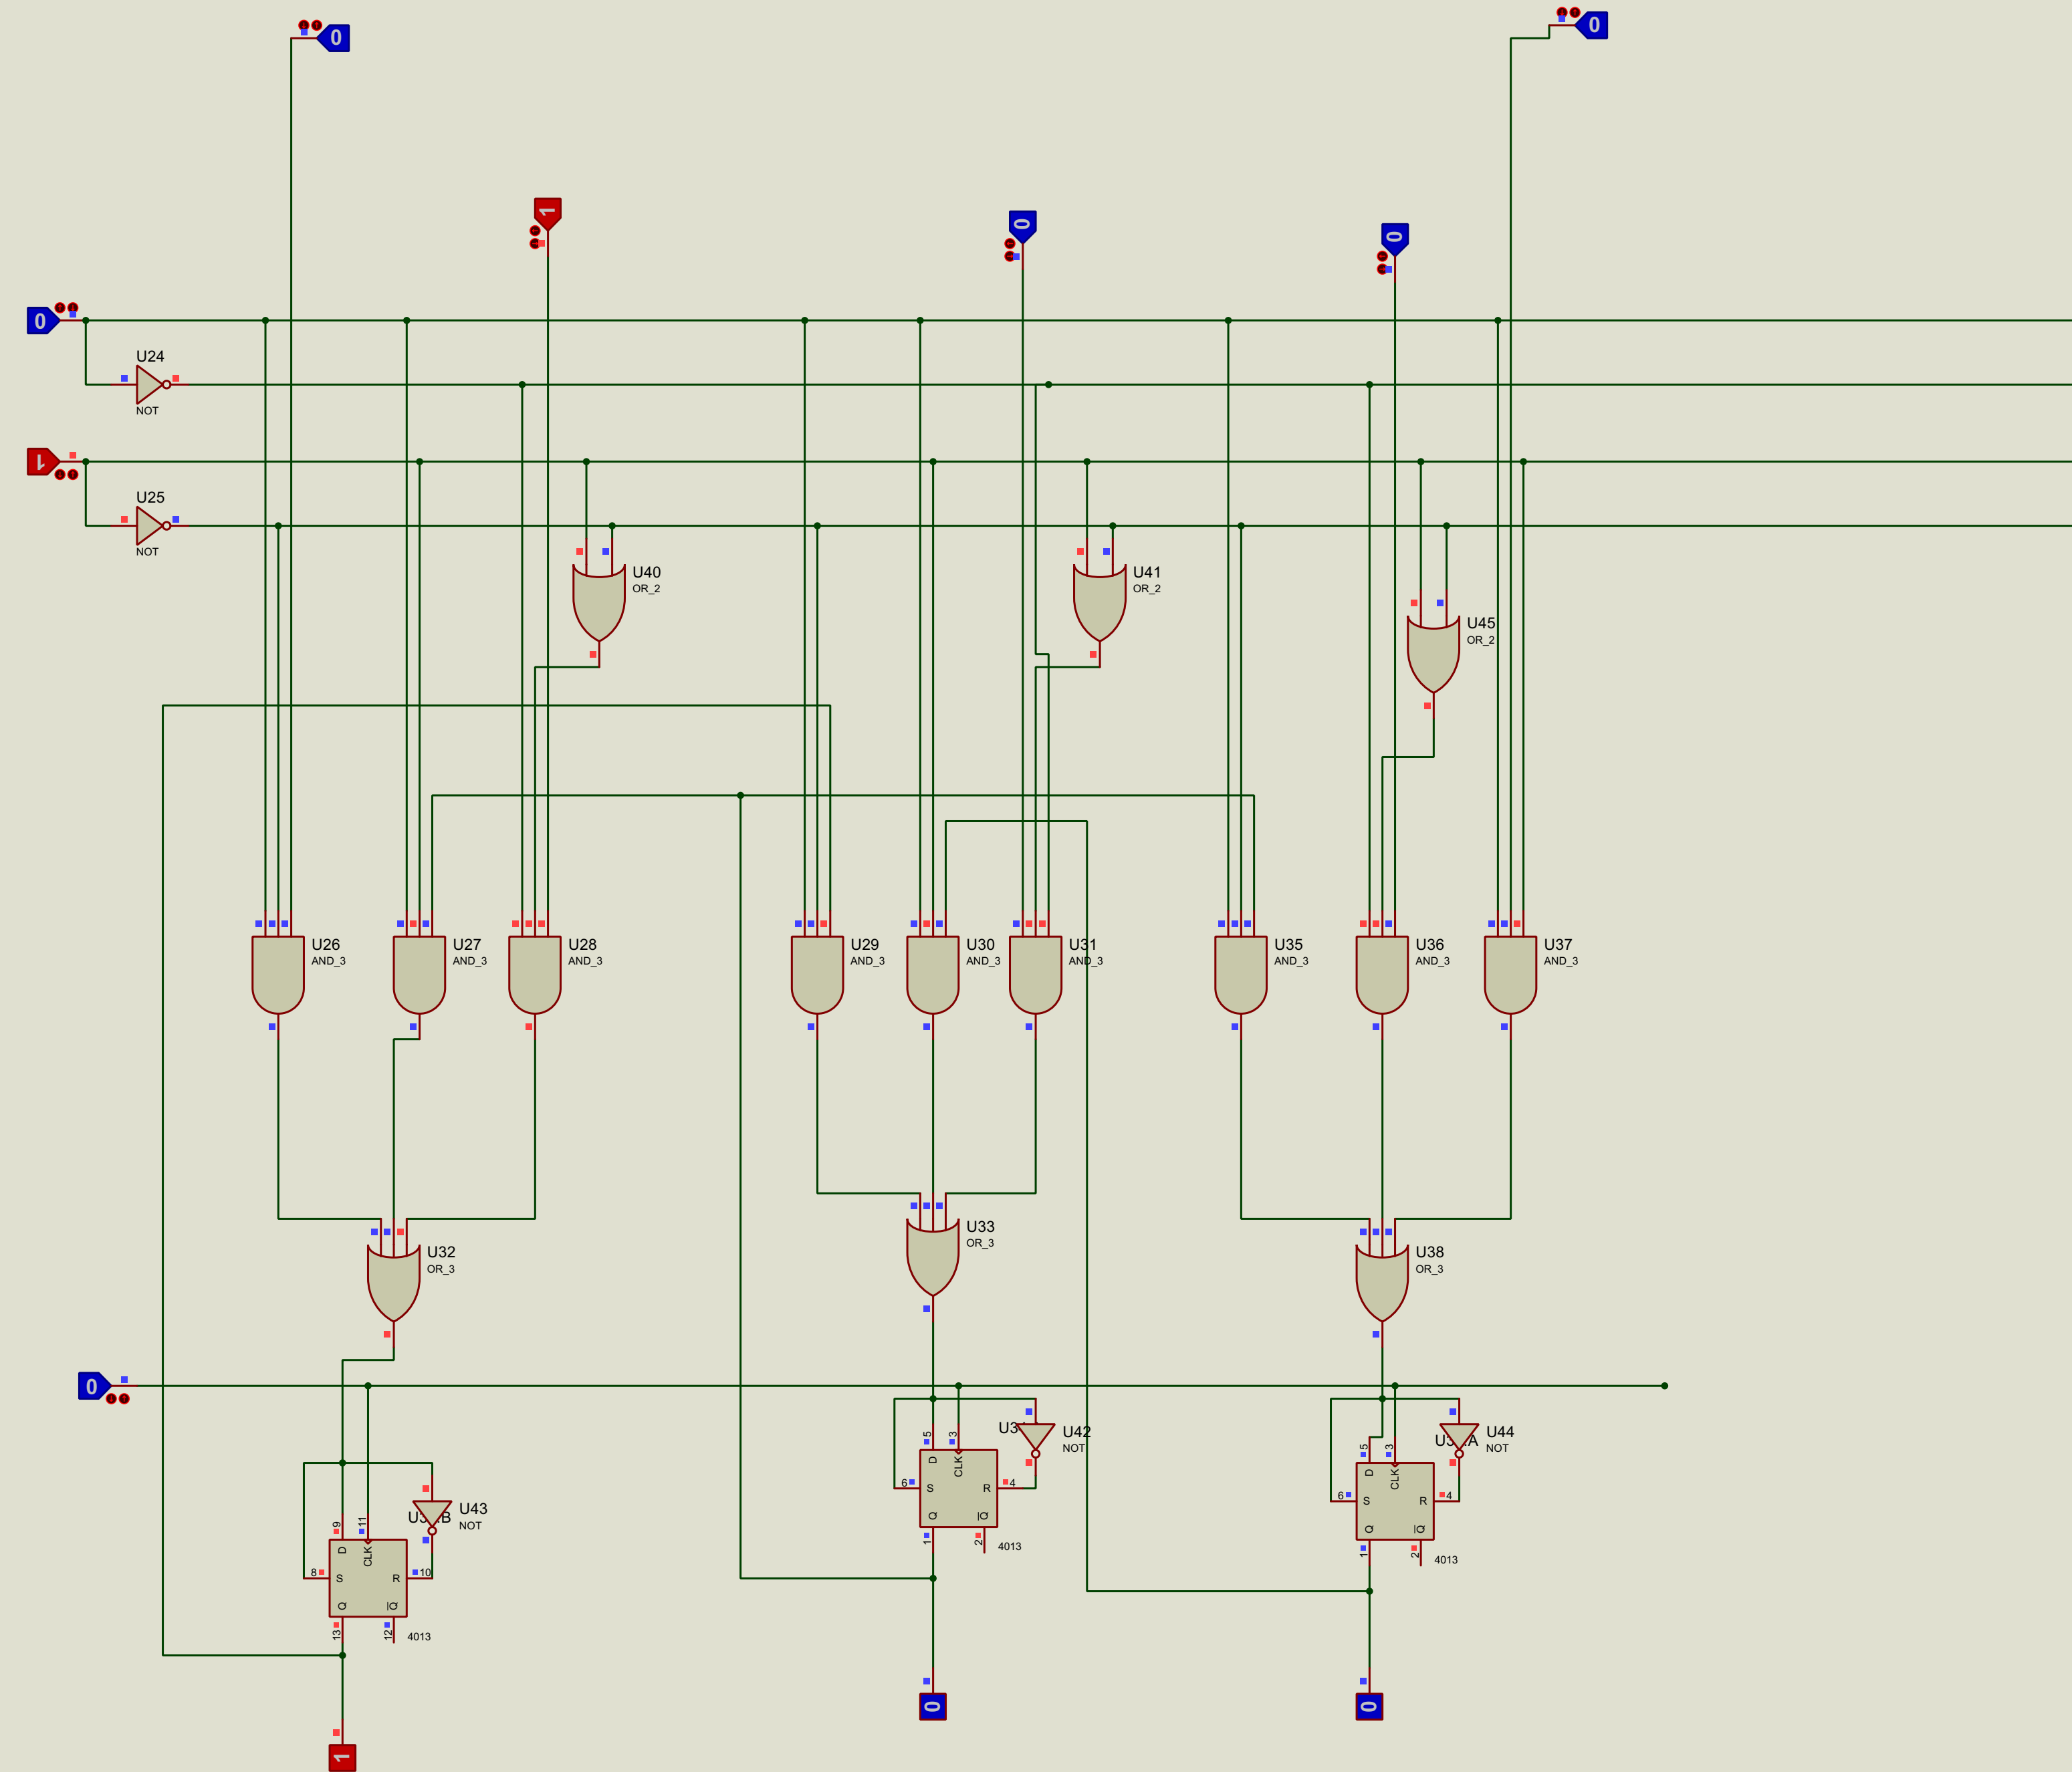 0
0
1
0
0
0
U24
NOT
1
U25
NOT
U40
OR_2
U41
OR_2
U45
OR_2
U26
AND_3
U27
AND_3
U28
AND_3
U29
AND_3
U30
AND_3
U31
AND_3
U35
AND_3
U36
AND_3
U37
AND_3
U32
OR_3
U33
OR_3
U38
OR_3
0
U42
NOT
5
3
D
CLK
6
S
R
4
Q
Q
1
2
4013
U44
NOT
5
3
D
CLK
6
S
R
4
Q
Q
1
2
4013
U43
NOT
9
11
D
CLK
8
S
R
10
Q
Q
13
12
4013
0
0
1